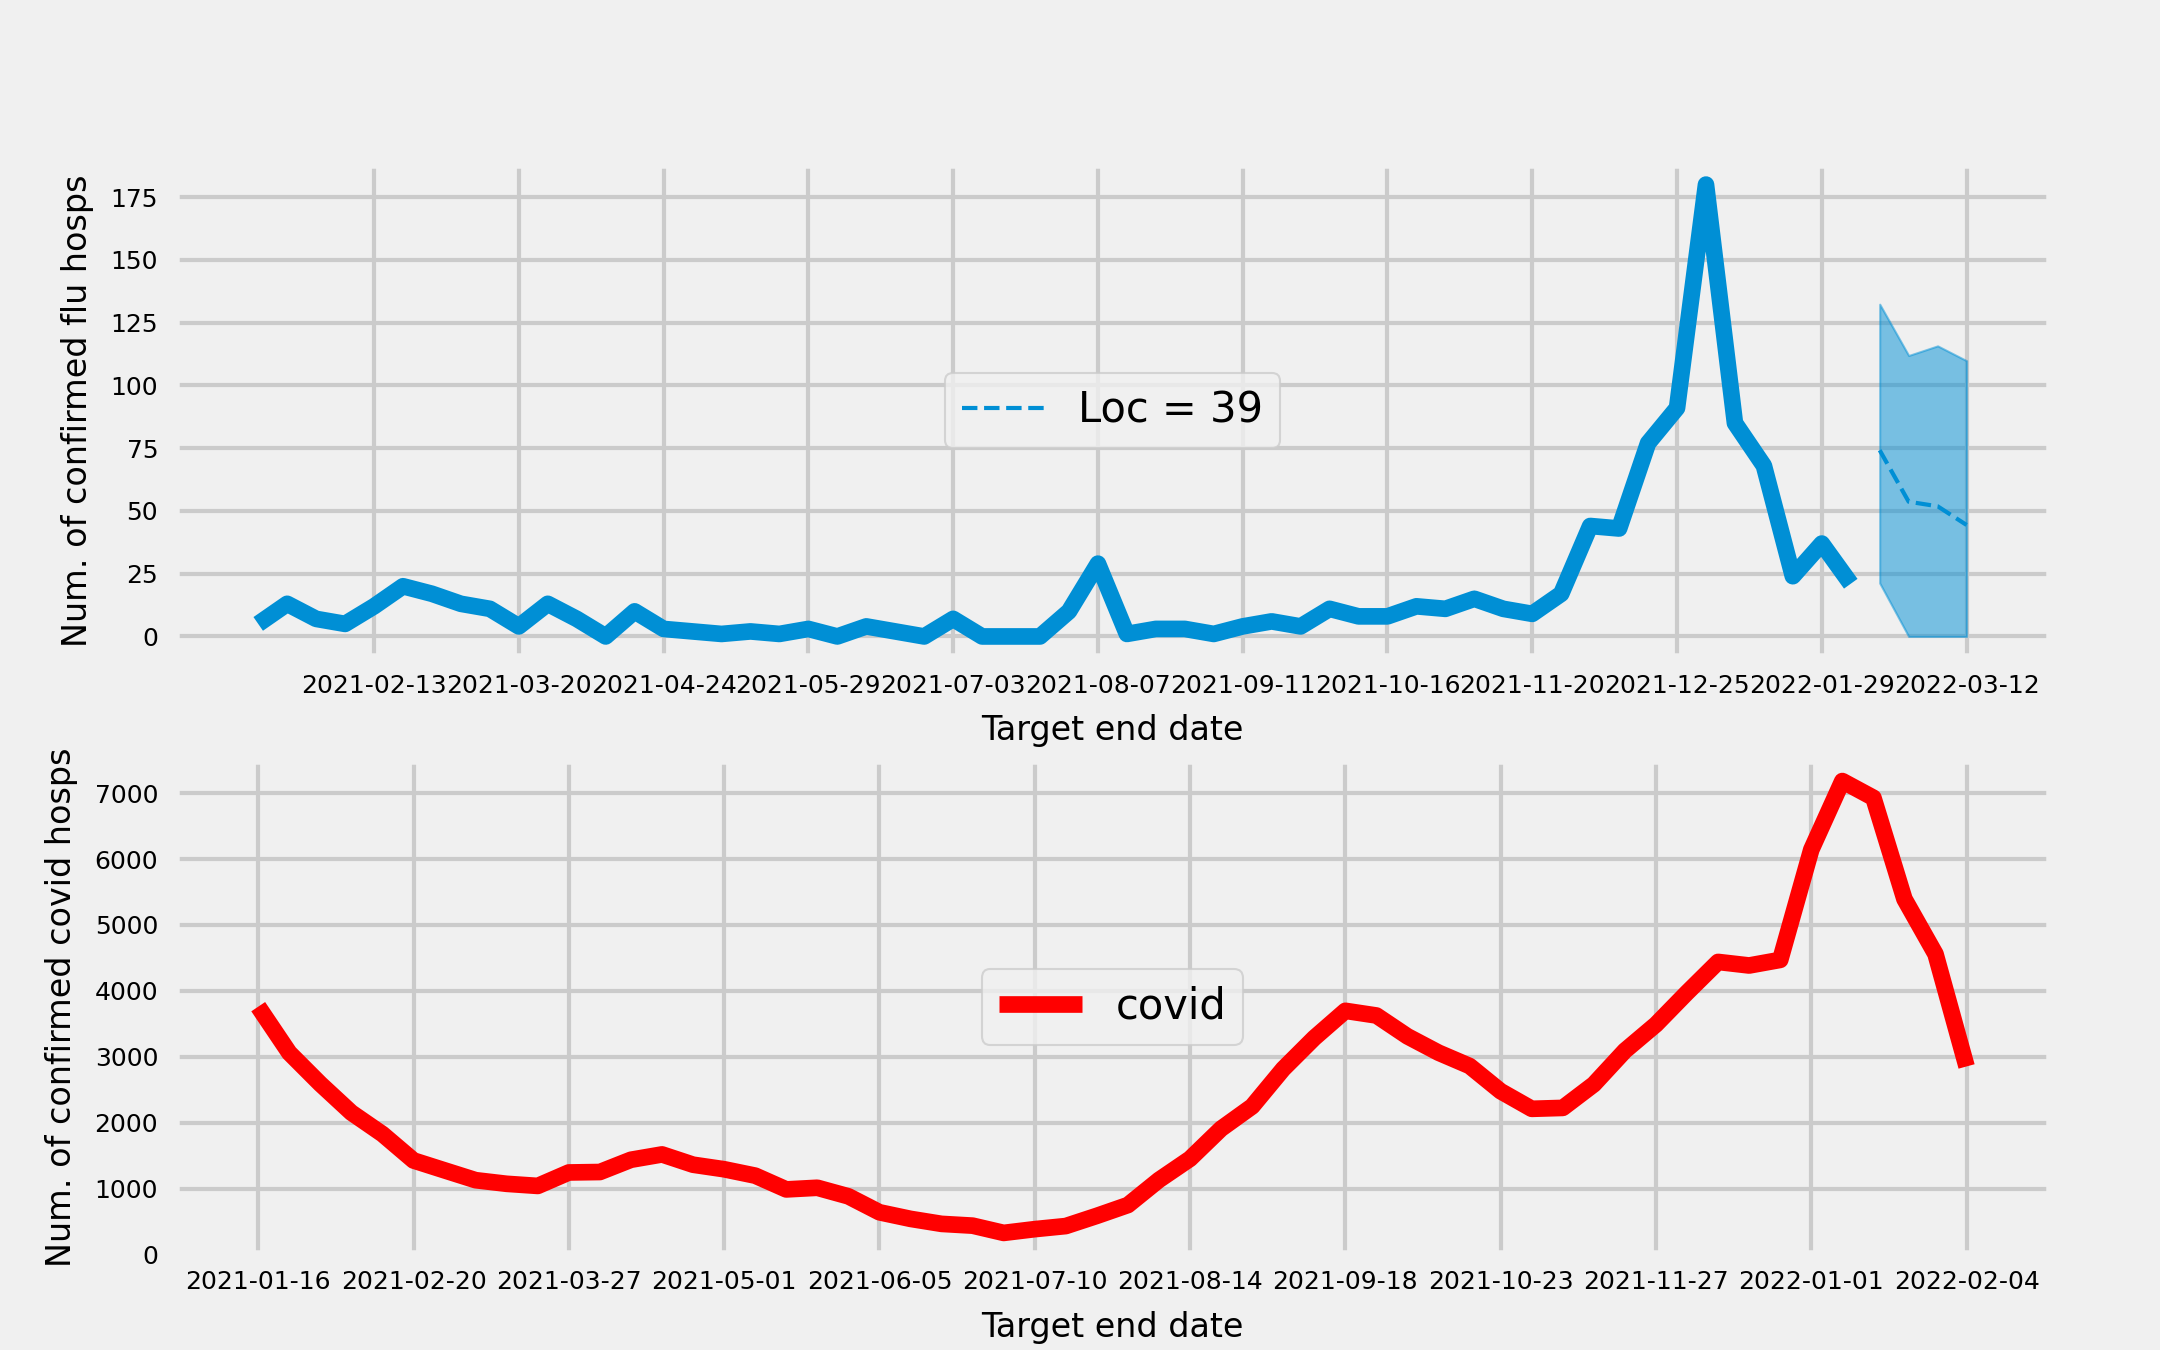 Num. of confirmed flu hosps
175
150
125
100
75
50
25
0
Loc = 39
2021-02-13 2021-03-20 2021-04-24 2021-05-29 2021-07-03 2021-08-07 2021-09-11 2021-10-16 2021-11-20 2021-12-25 2022-01-29 2022-03-12
Target end date
Num. of confirmed covid hosps
7000
6000
5000
4000
3000
2000
1000
0
covid
2021-01-16 2021-02-20 2021-03-27 2021-05-01 2021-06-05 2021-07-10 2021-08-14 2021-09-18 2021-10-23 2021-11-27 2022-01-01 2022-02-04
Target end date